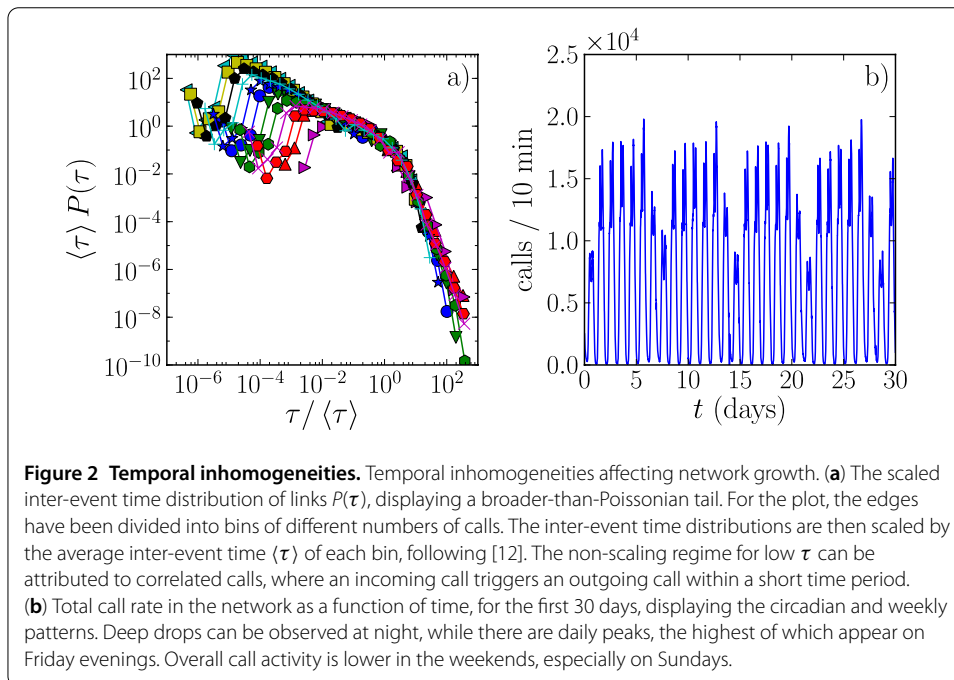 a)
10^2
10^0
10^-2
10^-4
10^-6
10^-8
10^-10
⟨τ⟩ P(τ)
10^-6 10^-4 10^-2 10^0 10^2
τ/⟨τ⟩
×10^4
b)
2.5
2.0
1.5
1.0
0.5
0.0
calls / 10 min
0 5 10 15 20 25 30
t (days)
Figure 2 Temporal inhomogeneities. Temporal inhomogeneities affecting network growth. (a) The scaled
inter-event time distribution of links P(τ), displaying a broader-than-Poissonian tail. For the plot, the edges
have been divided into bins of different numbers of calls. The inter-event time distributions are then scaled by
the average inter-event time ⟨τ⟩ of each bin, following [12]. The non-scaling regime for low τ can be
attributed to correlated calls, where an incoming call triggers an outgoing call within a short time period.
(b) Total call rate in the network as a function of time, for the first 30 days, displaying the circadian and weekly
patterns. Deep drops can be observed at night, while there are daily peaks, the highest of which appear on
Friday evenings. Overall call activity is lower in the weekends, especially on Sundays.